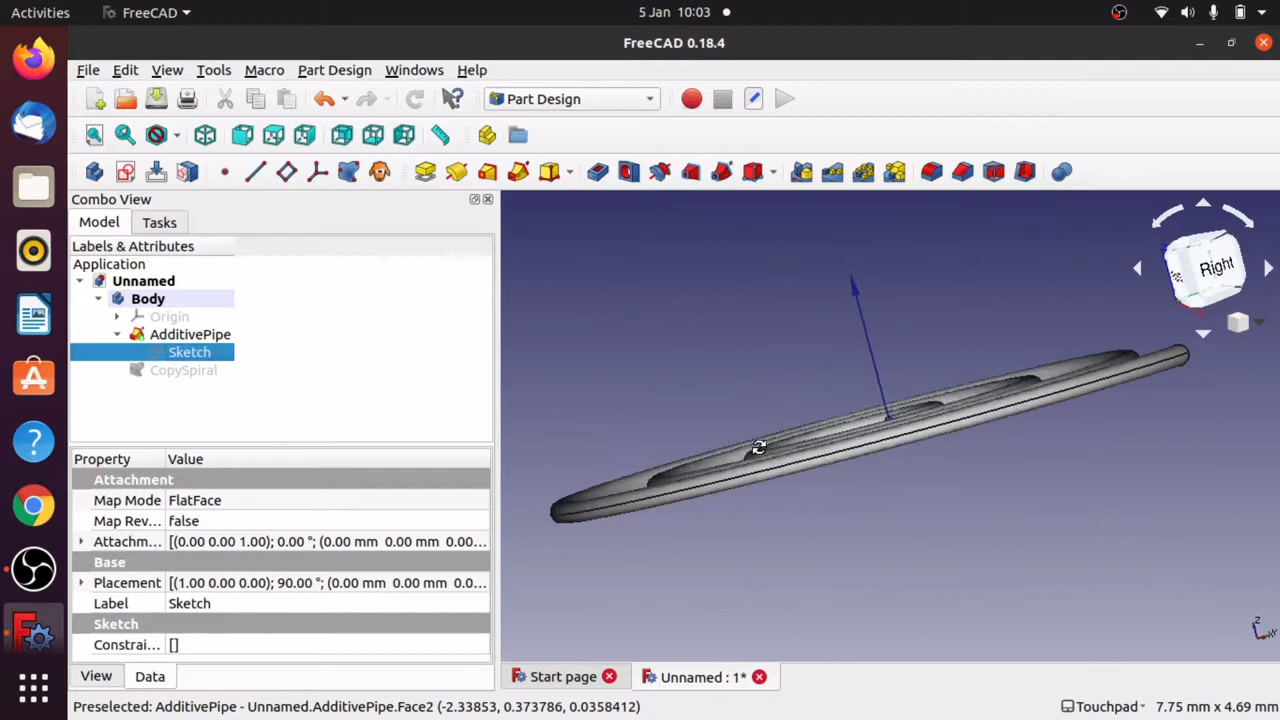 Activities FreeCAD 5 Jan 10:03
FreeCAD 0.18.4
File Edit View Tools Macro Part Design Windows Help
Part Design
Combo View
Model Tasks
Labels & Attributes
Application
Unnamed
Body
Origin
AdditivePipe
Sketch
CopySpiral
Right
Property Value
Attachment
Map Mode FlatFace
Map Rev... false
Attachm... [(0.00 0.00 1.00); 0.00 °; (0.00 mm 0.00 mm 0.00...
Base
Placement [(1.00 0.00 0.00); 90.00 °; (0.00 mm 0.00 mm 0.0...
Label Sketch
Sketch
Constrai... []
View Data
Start page Unnamed : 1*
Preselected: AdditivePipe - Unnamed.AdditivePipe.Face2 (-2.33853, 0.373786, 0.0358412) Touchpad 7.75 mm x 4.69 mm